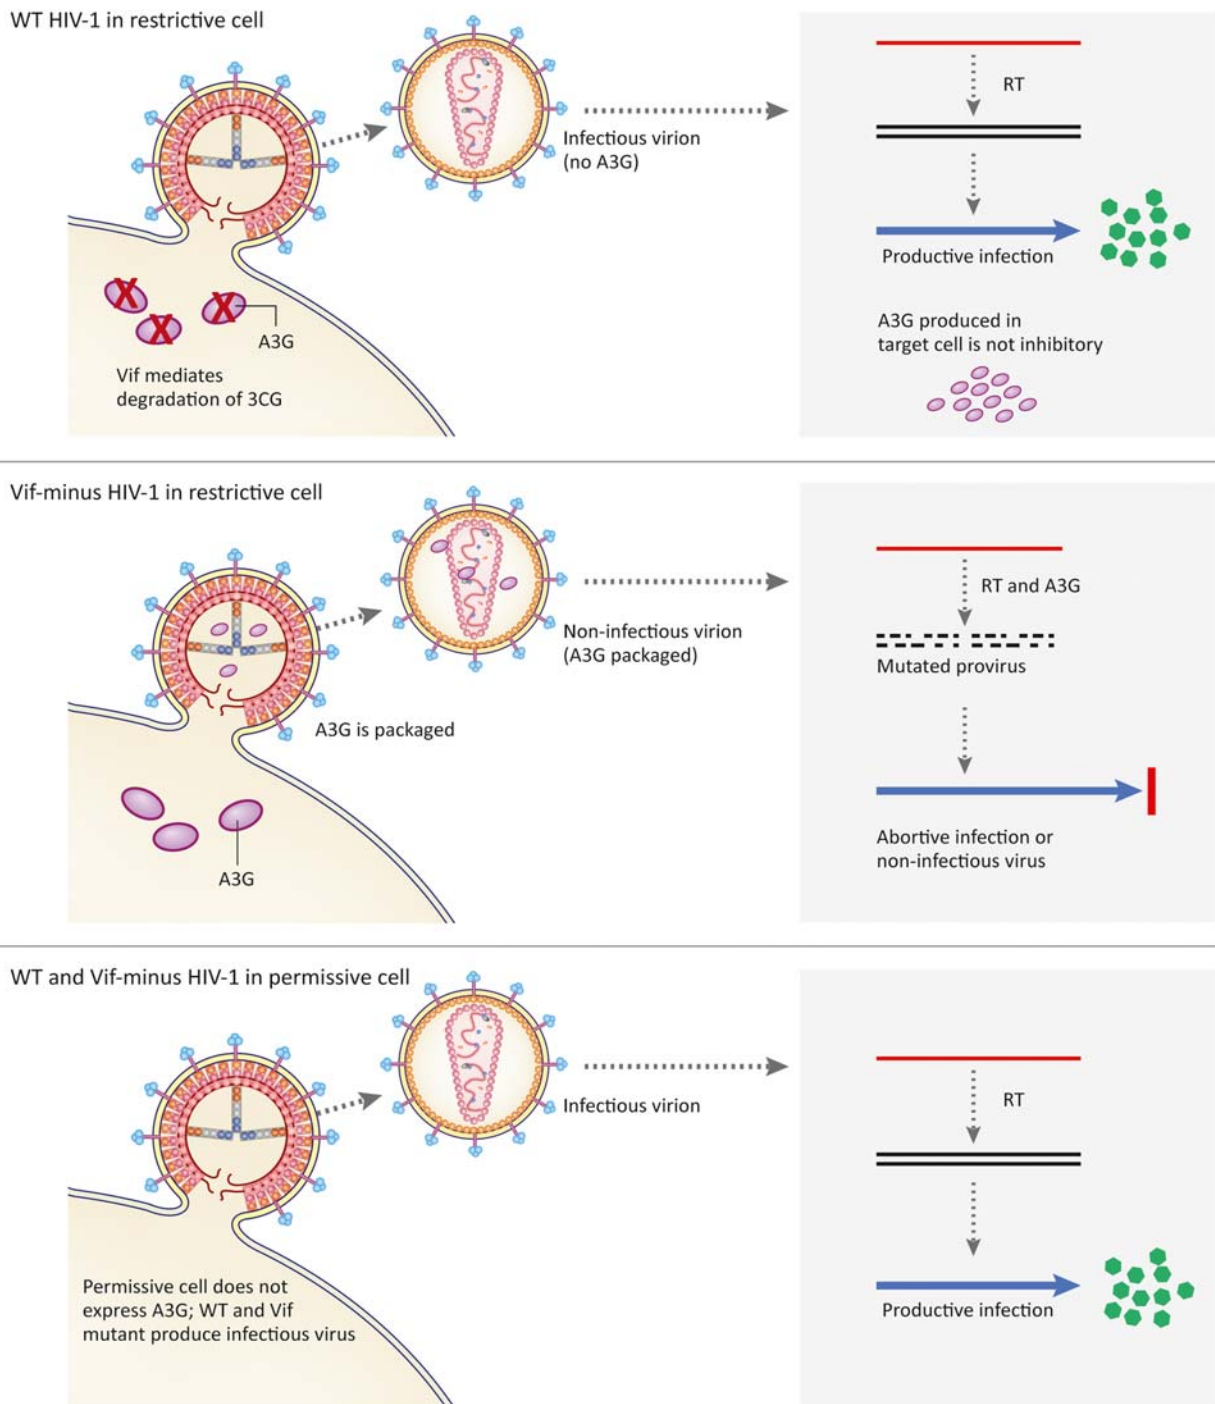 WT HIV-1 in restrictive cell
Infectious virion
(no A3G)
RT
Productive infection
A3G
Vif mediates
degradation of 3CG
A3G produced in
target cell is not inhibitory
Vif-minus HIV-1 in restrictive cell
Non-infectious virion
(A3G packaged)
A3G is packaged
A3G
RT and A3G
Mutated provirus
Abortive infection or
non-infectious virus
WT and Vif-minus HIV-1 in permissive cell
Infectious virion
Permissive cell does not
express A3G; WT and Vif
mutant produce infectious virus
RT
Productive infection